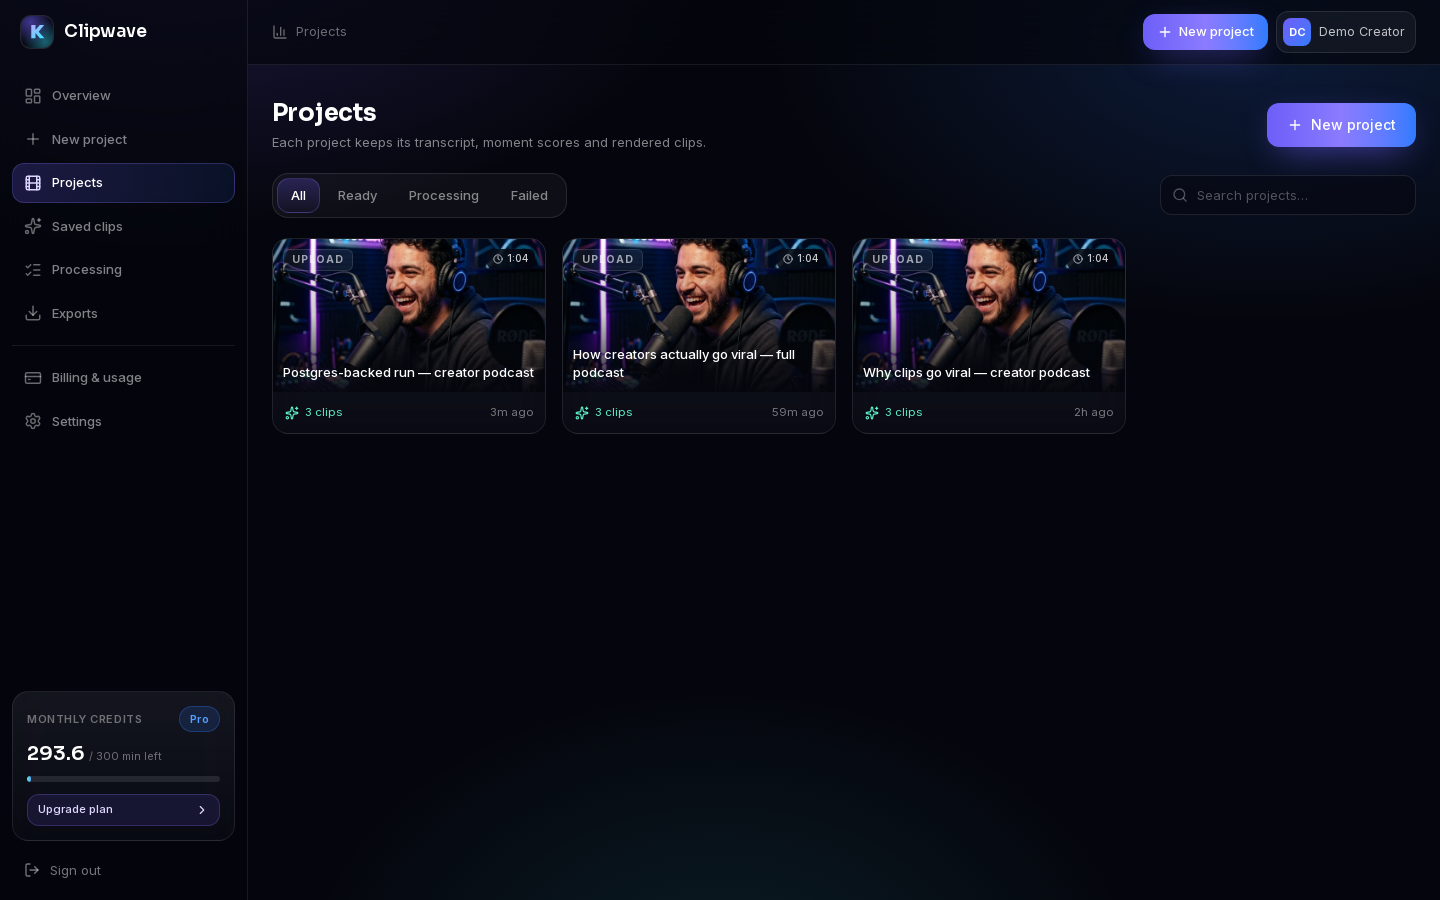 K
Clipwave
Overview
New project
Projects
Saved clips
Processing
Exports
Billing & usage
Settings
MONTHLY CREDITS
Pro
293.6 / 300 min left
Upgrade plan
Sign out
Projects
New project
DC
Demo Creator
Projects
Each project keeps its transcript, moment scores and rendered clips.
New project
All
Ready
Processing
Failed
Search projects...
UPLOAD
1:04
RØDE
Postgres-backed run — creator podcast
3 clips
3m ago
UPLOAD
1:04
RØDE
How creators actually go viral — full
podcast
3 clips
59m ago
UPLOAD
1:04
RØDE
Why clips go viral — creator podcast
3 clips
2h ago